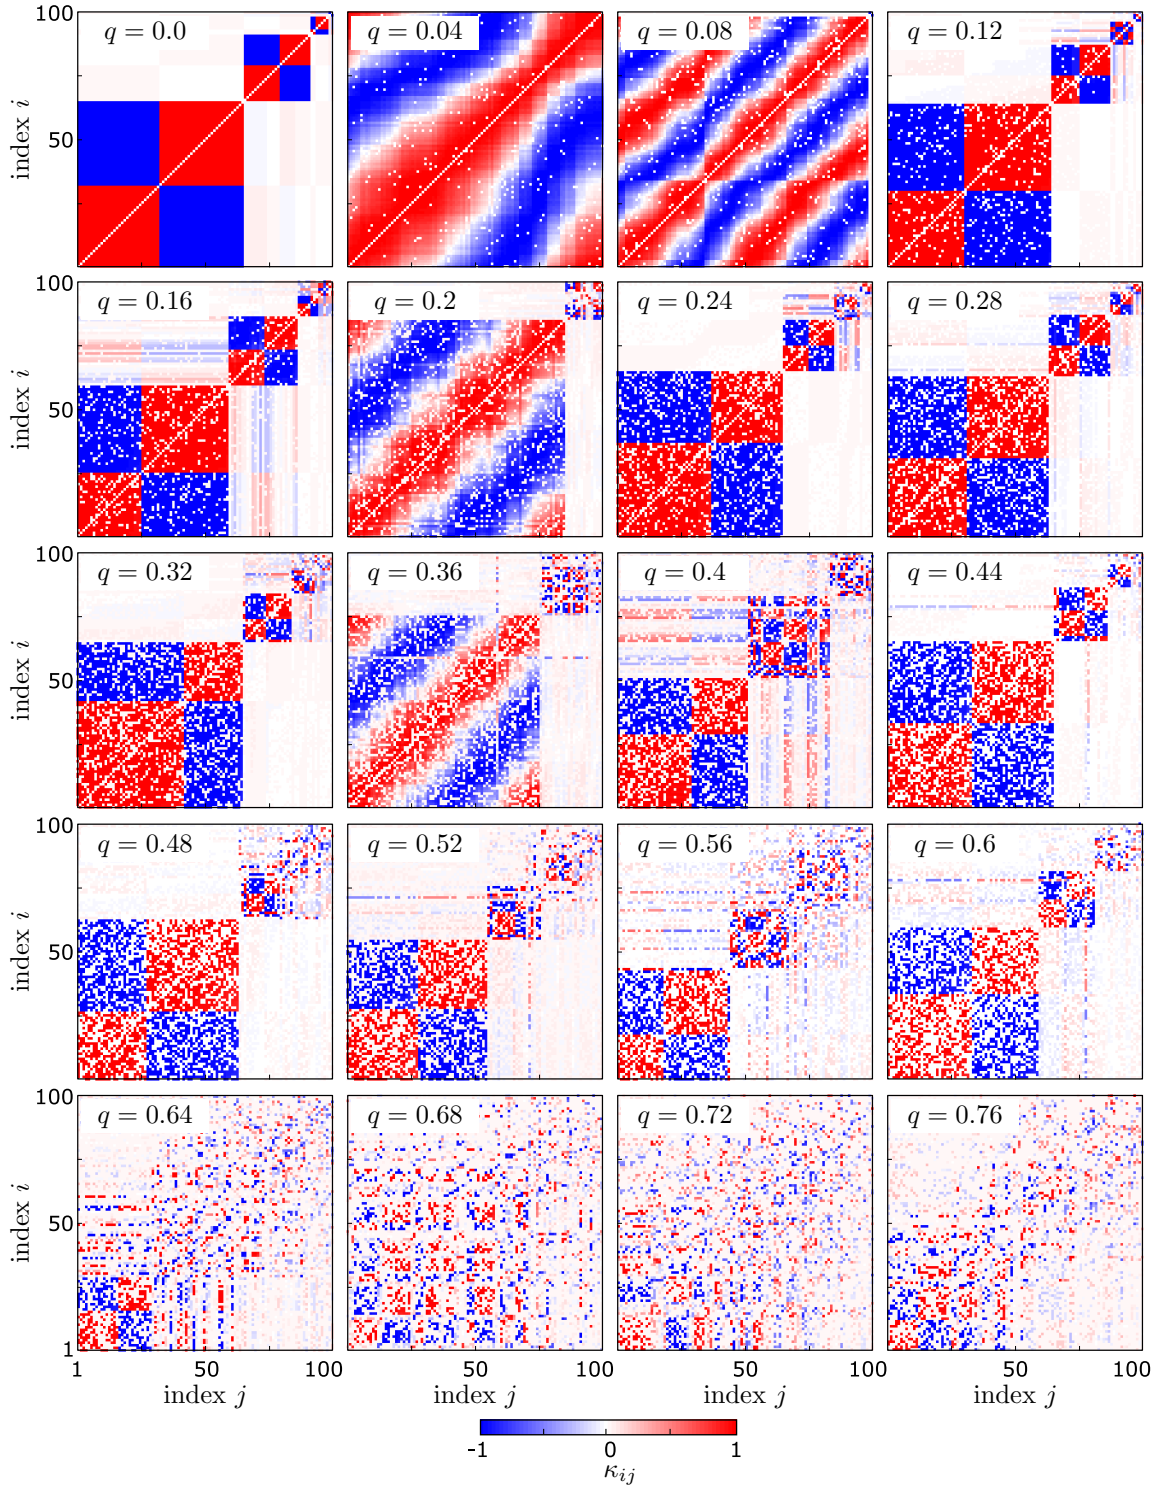 100
q = 0.0
q = 0.04
q = 0.08
q = 0.12
50
index i
100
q = 0.16
q = 0.2
q = 0.24
q = 0.28
50
index i
100
q = 0.32
q = 0.36
q = 0.4
q = 0.44
50
index i
100
q = 0.48
q = 0.52
q = 0.56
q = 0.6
50
index i
100
q = 0.64
q = 0.68
q = 0.72
q = 0.76
50
index i
1
1 50 100 50 100 50 100 50 100
index j index j index j index j
-1 0 1
κij